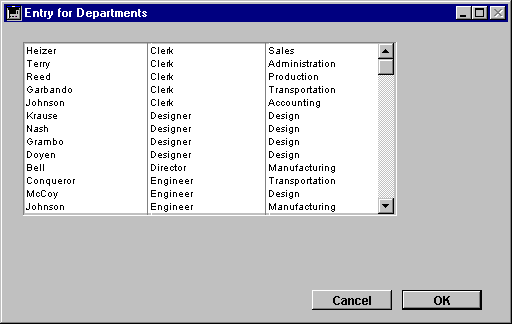 Entry for Departments
Heizer Clerk Sales
Terry Clerk Administration
Reed Clerk Production
Garbando Clerk Transportation
Johnson Clerk Accounting
Krause Designer Design
Nash Designer Design
Grambo Designer Design
Doyen Designer Design
Bell Director Manufacturing
Conqueror Engineer Transportation
McCoy Engineer Design
Johnson Engineer Manufacturing
Cancel OK